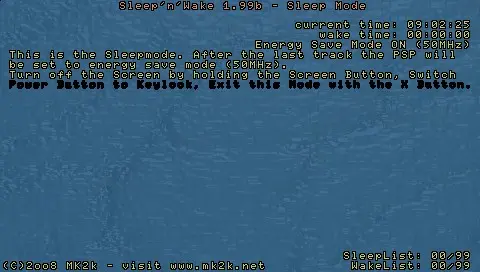 Sleep'n'Wake 1.99b - Sleep Mode
current time: 09:02:25
wake time: 00:00:00
Energy Save Mode ON (50MHz)
This is the Sleepmode. After the last track the PSP will
be set to energy save mode (50MHz).
Turn off the Screen by holding the Screen Button, Switch
Power Button to Keylock, Exit this Mode with the X Button.
SleepList: 00/99
(C)2oo8 MK2k - visit www.mk2k.net
WakeList: 00/99